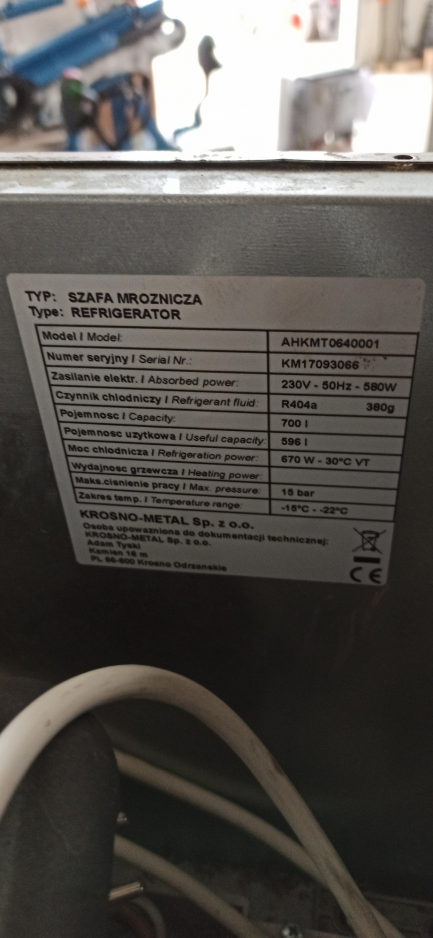 TYP: SZAFA MROZNICZA
Type: REFRIGERATOR
Model / Model: AHKMT0640001
Numer seryjny / Serial Nr.: KM17093066
Zasilanie elektr. / Absorbed power: 230V - 50Hz - 580W
Czynnik chlodniczy / Refrigerant fluid: R404a 380g
Pojemnosc / Capacity: 700 l
Pojemnosc uzytkowa / Useful capacity: 596 l
Moc chlodnicza / Refrigeration power: 670 W - 30°C VT
Wydajnosc grzewcza / Heating power:
Maks.cisnienie pracy / Max. pressure: 15 bar
Zakres temp. / Temperature range: -15°C - -22°C
KROSNO-METAL Sp. z o.o.
Osoba upowazniona do dokumentacji technicznej:
KROSNO-METAL Sp. z o.o.
Adam Tyski
Kamien 16 m
PL 66-600 Krosno Odrzanskie
CE